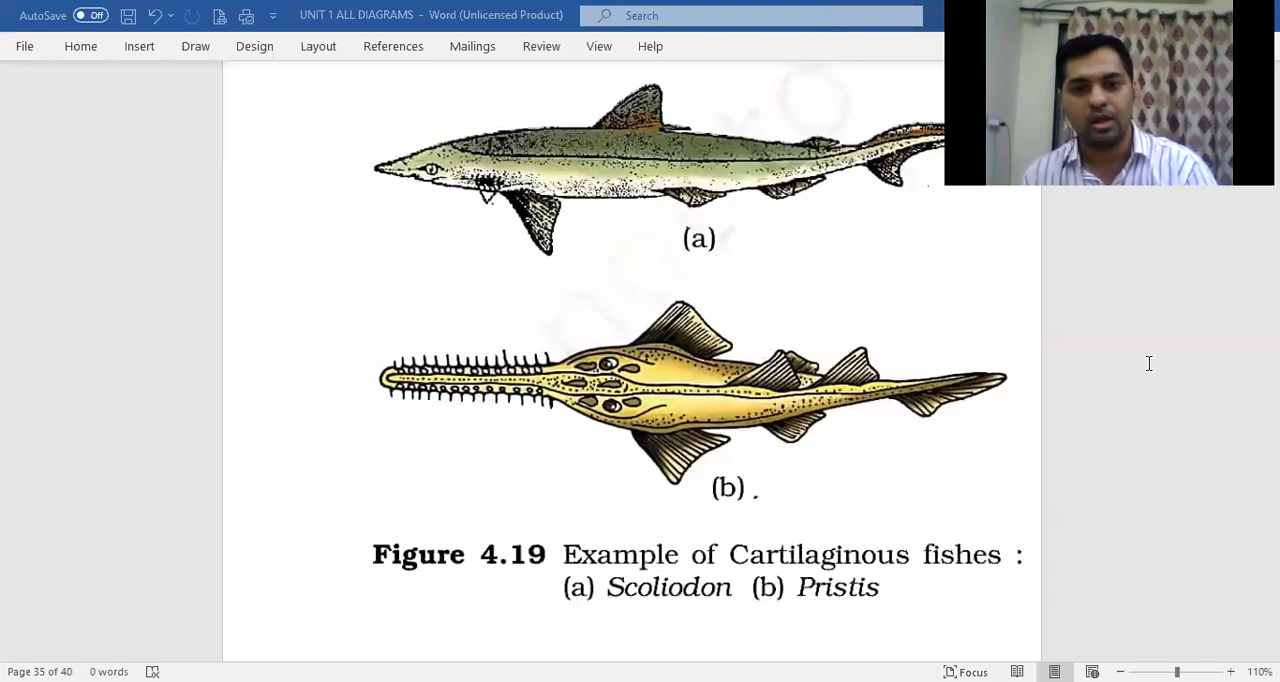 AutoSave Off UNIT 1 ALL DIAGRAMS - Word (Unlicensed Product) Search
File Home Insert Draw Design Layout References Mailings Review View Help
(a)
(b) .
Figure 4.19 Example of Cartilaginous fishes :
(a) Scoliodon (b) Pristis
Page 35 of 40 0 words Focus 110%